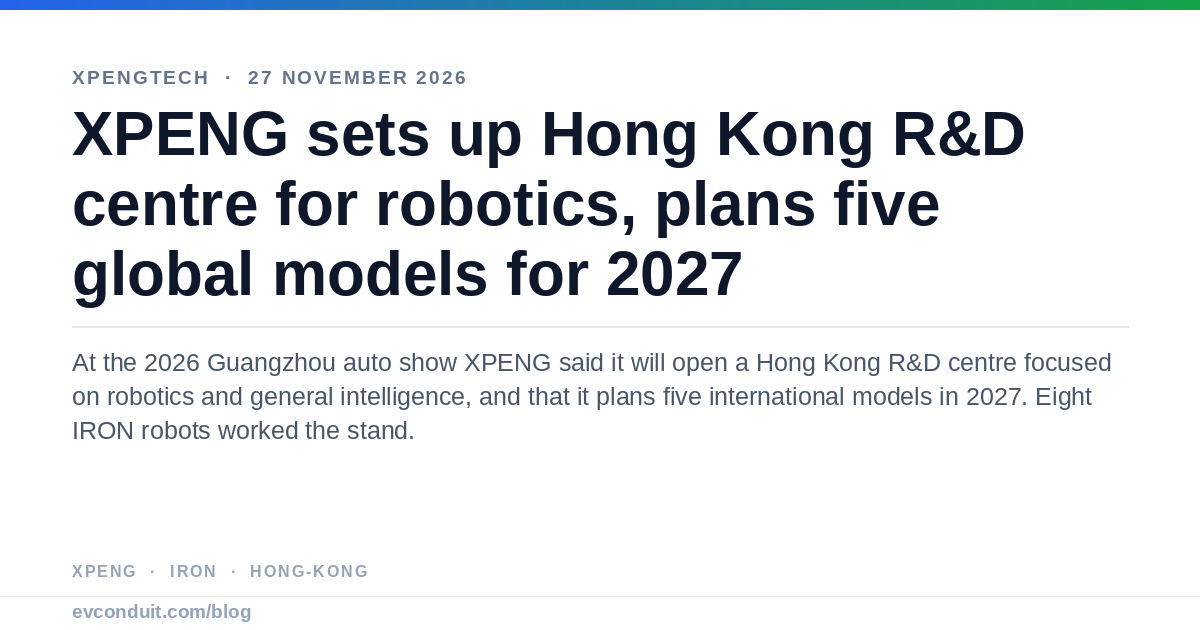 XPENGTECH · 27 NOVEMBER 2026
XPENG sets up Hong Kong R&D
centre for robotics, plans five
global models for 2027
At the 2026 Guangzhou auto show XPENG said it will open a Hong Kong R&D centre focused
on robotics and general intelligence, and that it plans five international models in 2027. Eight
IRON robots worked the stand.
XPENG · IRON · HONG-KONG
evconduit.com/blog